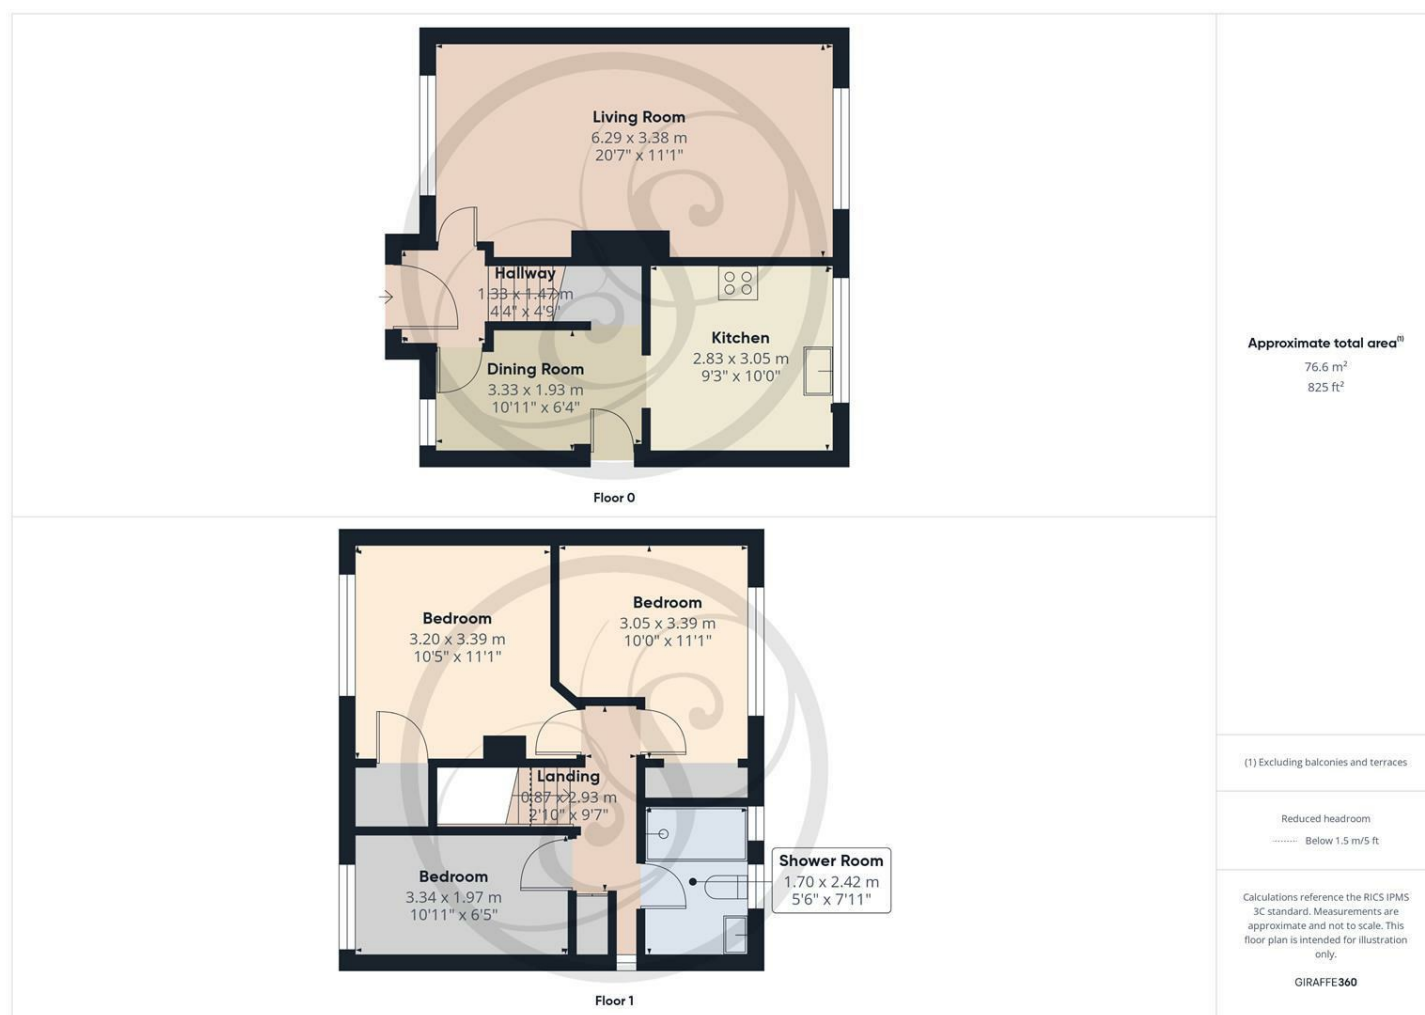 Living Room
6.29 x 3.38 m
20'7" x 11'1"
Hallway
1.33 x 1.47 m
4'4" x 4'9"
Kitchen
2.83 x 3.05 m
9'3" x 10'0"
Dining Room
3.33 x 1.93 m
10'11" x 6'4"
Floor 0
Approximate total area(1)
76.6 m²
825 ft²
Bedroom
3.20 x 3.39 m
10'5" x 11'1"
Bedroom
3.05 x 3.39 m
10'0" x 11'1"
Landing
0.87 x 2.93 m
2'10" x 9'7"
Bedroom
3.34 x 1.97 m
10'11" x 6'5"
Shower Room
1.70 x 2.42 m
5'6" x 7'11"
Floor 1
(1) Excluding balconies and terraces
Reduced headroom
Below 1.5 m/5 ft
Calculations reference the RICS IPMS
3C standard. Measurements are
approximate and not to scale. This
floor plan is intended for illustration
only.
GIRAFFE360